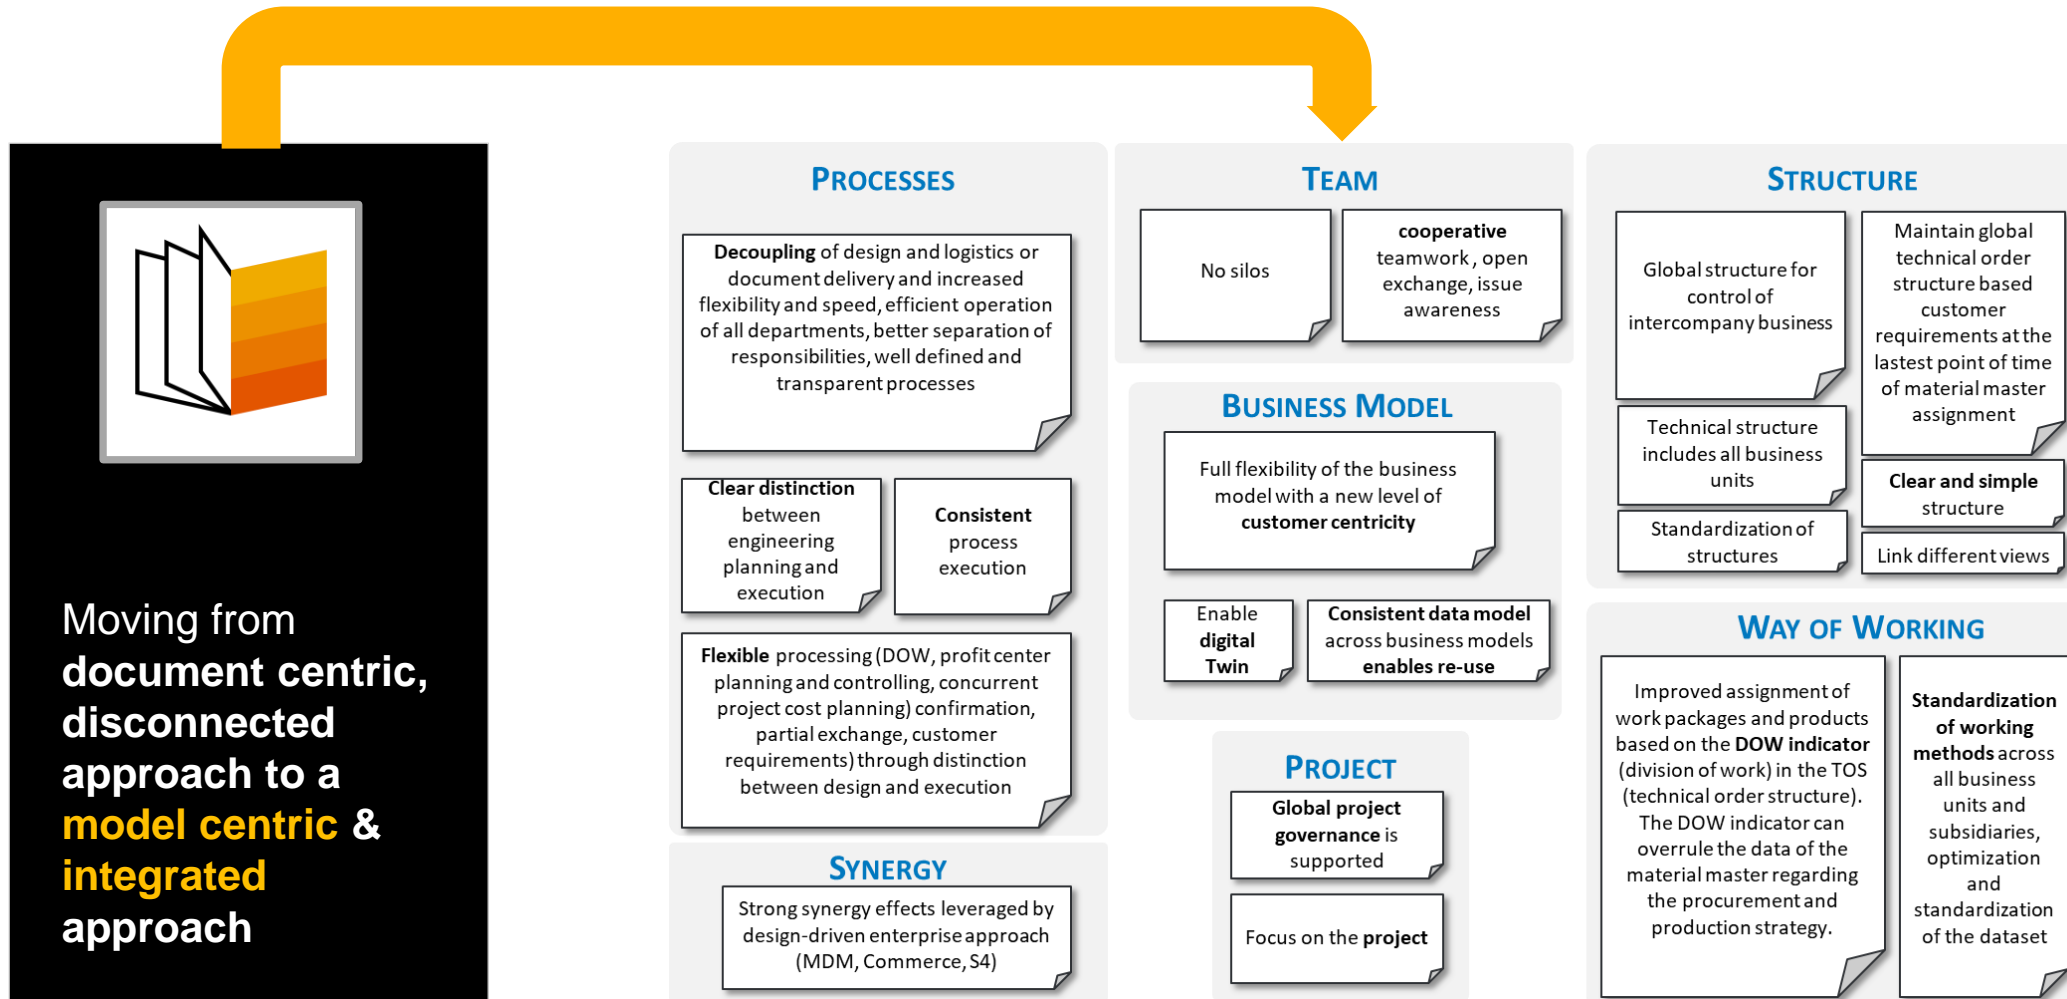 Moving from
document centric,
disconnected
approach to a
model centric &
integrated
approach
PROCESSES
Decoupling of design and logistics or
document delivery and increased
flexibility and speed, efficient operation
of all departments, better separation of
responsibilities, well defined and
transparent processes
Clear distinction
between
engineering
planning and
execution
Consistent
process
execution
Flexible processing (DOW, profit center
planning and controlling, concurrent
project cost planning) confirmation,
partial exchange, customer
requirements) through distinction
between design and execution
SYNERGY
Strong synergy effects leveraged by
design-driven enterprise approach
(MDM, Commerce, S4)
TEAM
No silos
cooperative
teamwork , open
exchange, issue
awareness
BUSINESS MODEL
Full flexibility of the business
model with a new level of
customer centricity
Enable
digital
Twin
Consistent data model
across business models
enables re-use
PROJECT
Global project
governance is
supported
Focus on the project
STRUCTURE
Global structure for
control of
intercompany business
Maintain global
technical order
structure based
customer
requirements at the
lastest point of time
of material master
assignment
Technical structure
includes all business
units
Clear and simple
structure
Standardization of
structures
Link different views
WAY OF WORKING
Improved assignment of
work packages and products
based on the DOW indicator
(division of work) in the TOS
(technical order structure).
The DOW indicator can
overrule the data of the
material master regarding
the procurement and
production strategy.
Standardization
of working
methods across
all business
units and
subsidiaries,
optimization
and
standardization
of the dataset